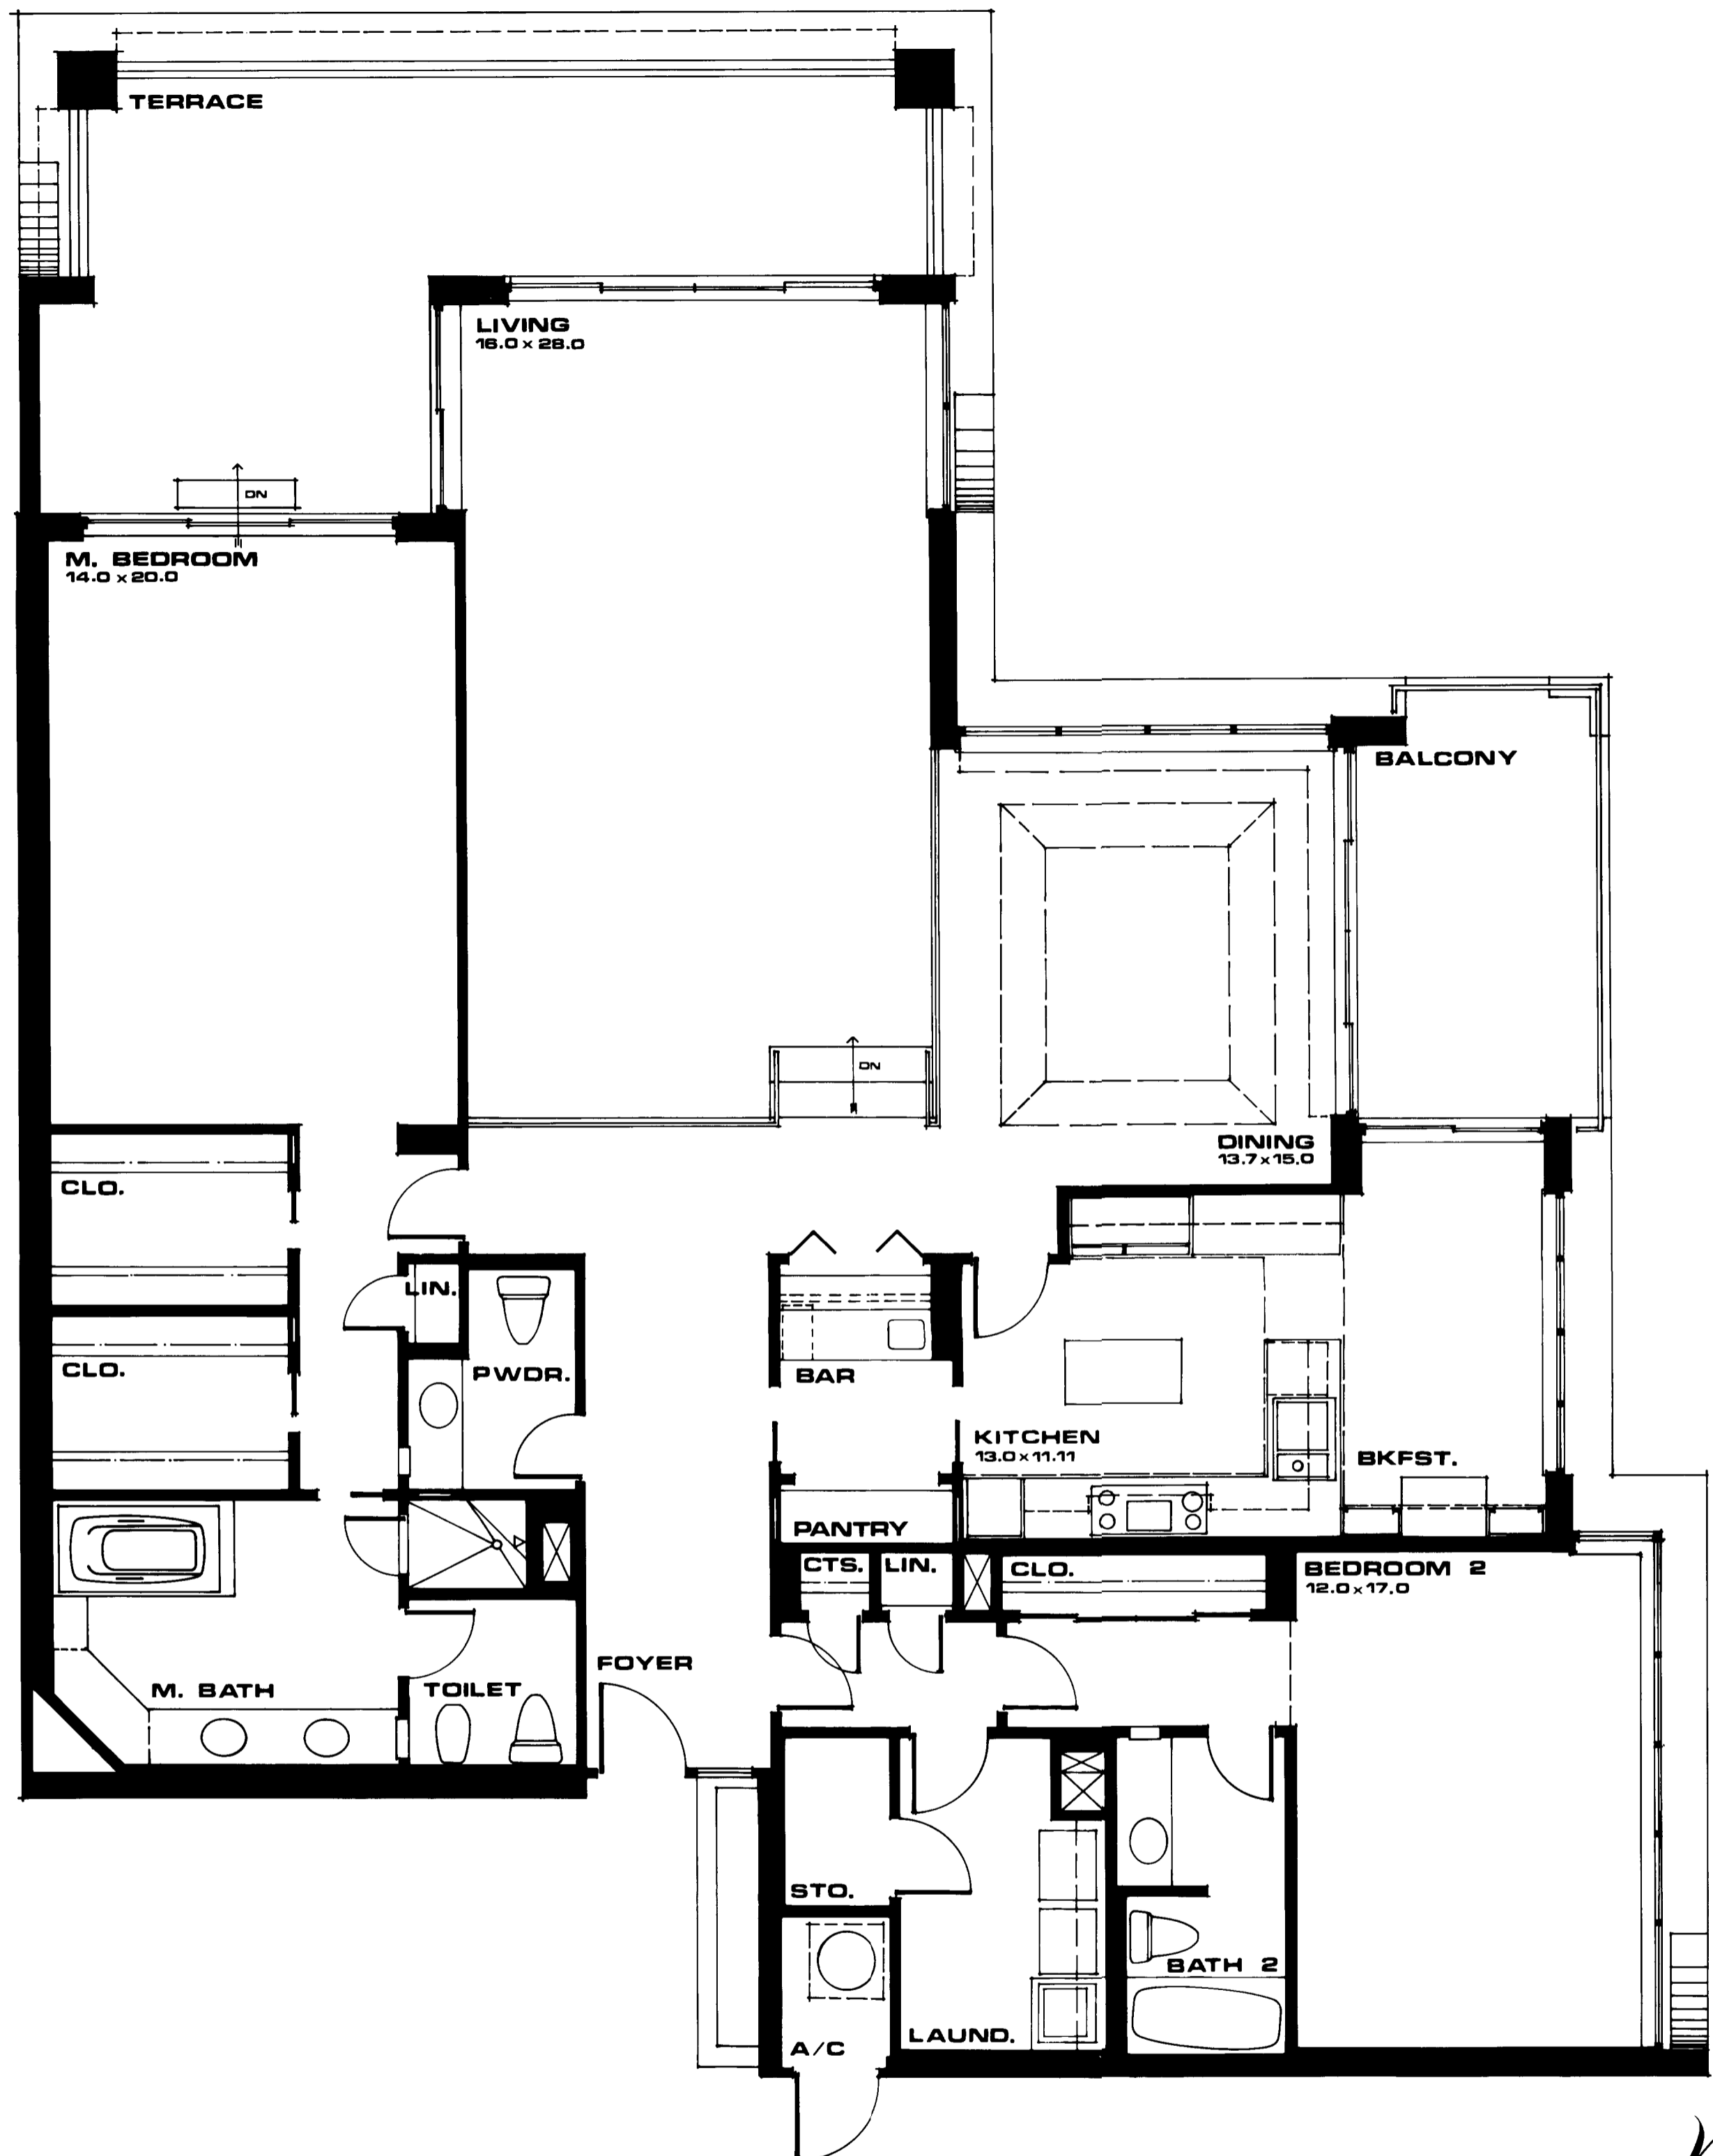 TERRACE
LIVING
16.0 x 28.0
DN
M. BEDROOM
14.0 x 20.0
BALCONY
DN
DINING
13.7 x 15.0
CLO.
LIN.
CLO.
PWDR.
BAR
KITCHEN
13.0 x 11.11
BKFST.
PANTRY
CTS.
LIN.
CLO.
BEDROOM 2
12.0 x 17.0
FOYER
M. BATH
TOILET
STO.
BATH 2
LAUND.
A/C